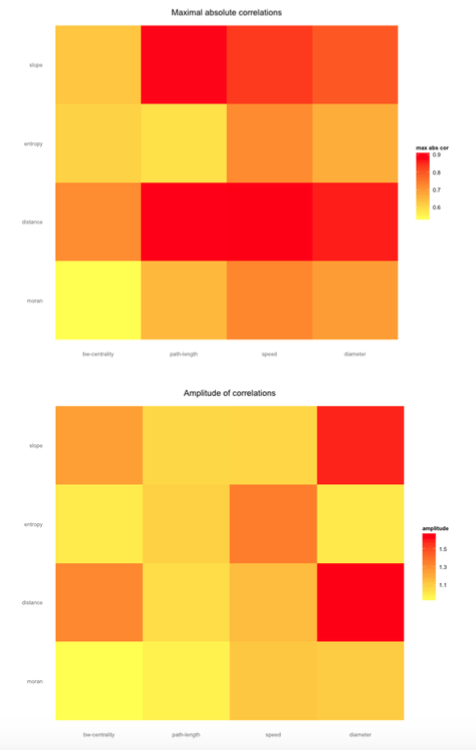 Maximal absolute correlations
slope
entropy
distance
moran
bw-centrality path-length speed diameter
max abs cor
0.9
0.8
0.7
0.6
Amplitude of correlations
slope
entropy
distance
moran
bw-centrality path-length speed diameter
amplitude
1.5
1.3
1.1